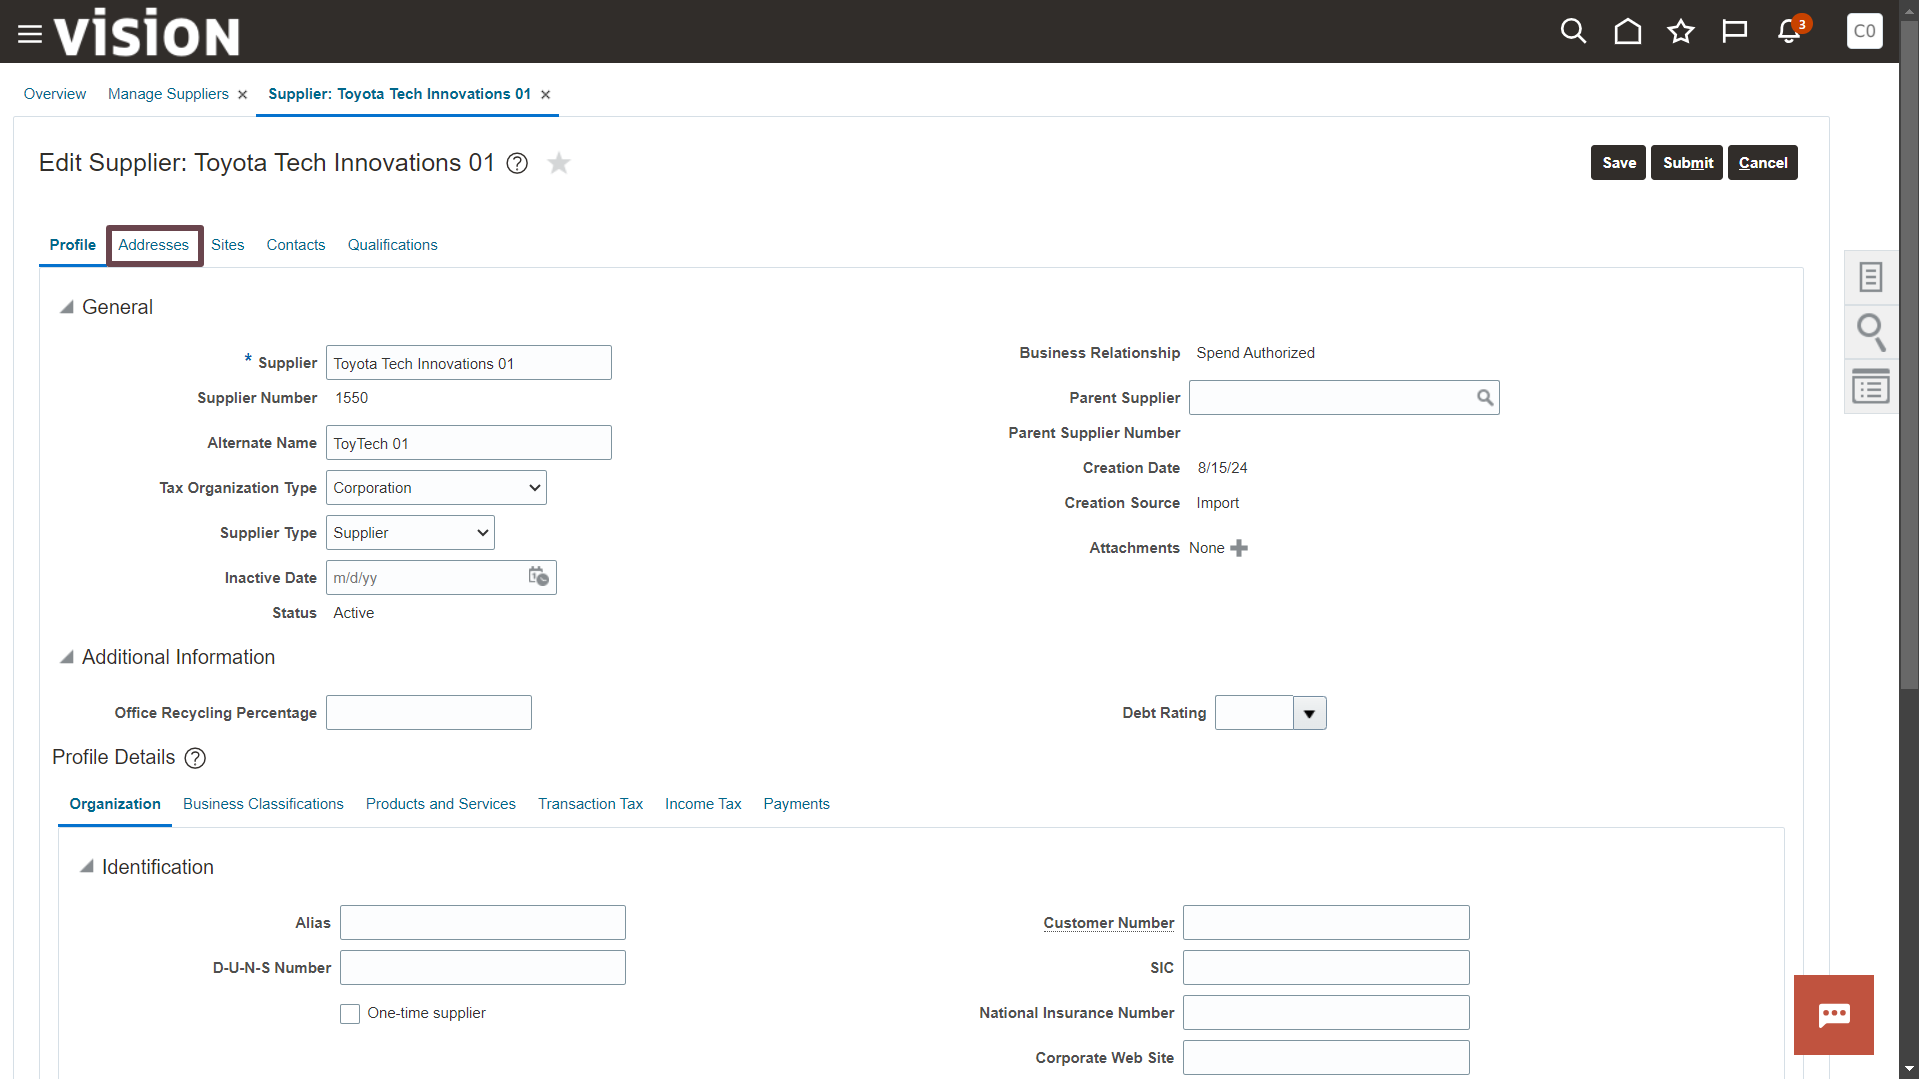 vision
3
CO
Overview Manage Suppliers × Supplier: Toyota Tech Innovations 01 ×
Edit Supplier: Toyota Tech Innovations 01 ?
Save Submit Cancel
Profile Addresses Sites Contacts Qualifications
General
* Supplier Toyota Tech Innovations 01
Supplier Number 1550
Alternate Name ToyTech 01
Tax Organization Type Corporation
Supplier Type Supplier
Inactive Date m/d/yy
Status Active
Business Relationship Spend Authorized
Parent Supplier
Parent Supplier Number
Creation Date 8/15/24
Creation Source Import
Attachments None
Additional Information
Office Recycling Percentage
Debt Rating
Profile Details ?
Organization Business Classifications Products and Services Transaction Tax Income Tax Payments
Identification
Alias
D-U-N-S Number
One-time supplier
Customer Number
SIC
National Insurance Number
Corporate Web Site